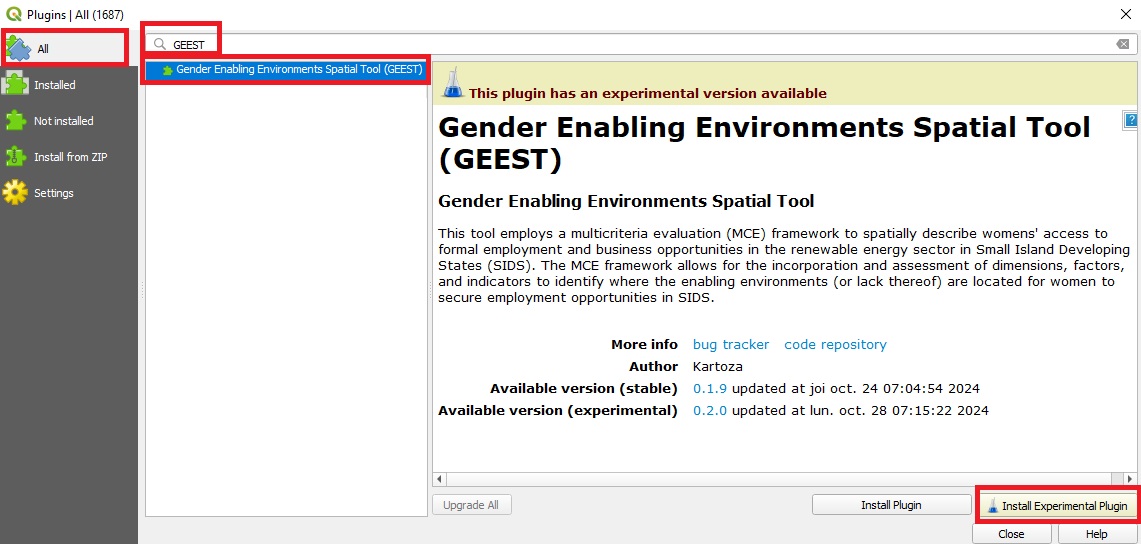 Plugins | All (1687)
All
Installed
Not installed
Install from ZIP
Settings
GEEST
Gender Enabling Environments Spatial Tool (GEEST)
This plugin has an experimental version available
Gender Enabling Environments Spatial Tool
(GEEST)
Gender Enabling Environments Spatial Tool
This tool employs a multicriteria evaluation (MCE) framework to spatially describe womens' access to
formal employment and business opportunities in the renewable energy sector in Small Island Developing
States (SIDS). The MCE framework allows for the incorporation and assessment of dimensions, factors,
and indicators to identify where the enabling environments (or lack thereof) are located for women to
secure employment opportunities in SIDS.
More info bug tracker code repository
Author Kartoza
Available version (stable) 0.1.9 updated at joi oct. 24 07:04:54 2024
Available version (experimental) 0.2.0 updated at lun. oct. 28 07:15:22 2024
Upgrade All Install Plugin Install Experimental Plugin
Close Help